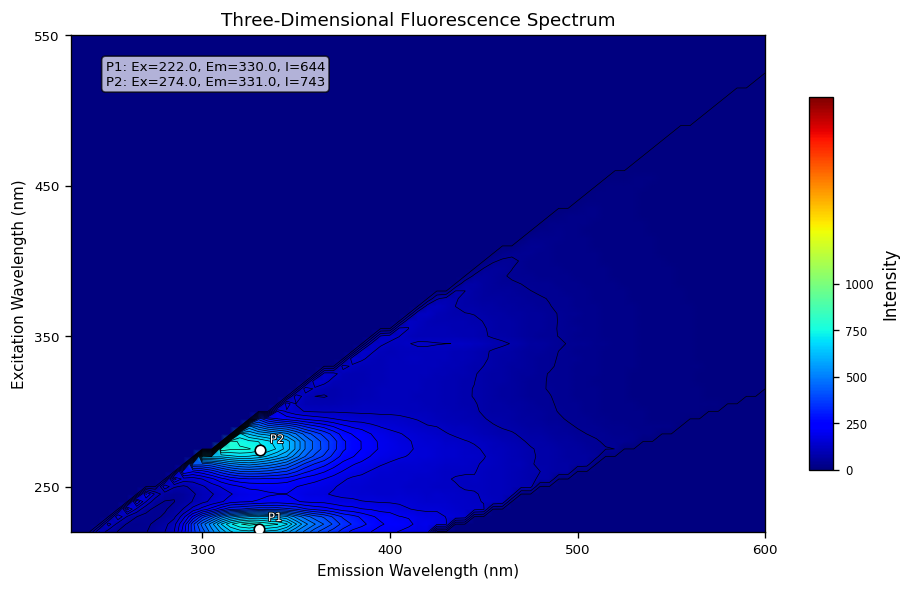 Three-Dimensional Fluorescence Spectrum
550
P1: Ex=222.0, Em=330.0, I=644
P2: Ex=274.0, Em=331.0, I=743
450
350
250
P2
P1
300
400
500
600
Emission Wavelength (nm)
Excitation Wavelength (nm)
1000
750
500
250
0
Intensity